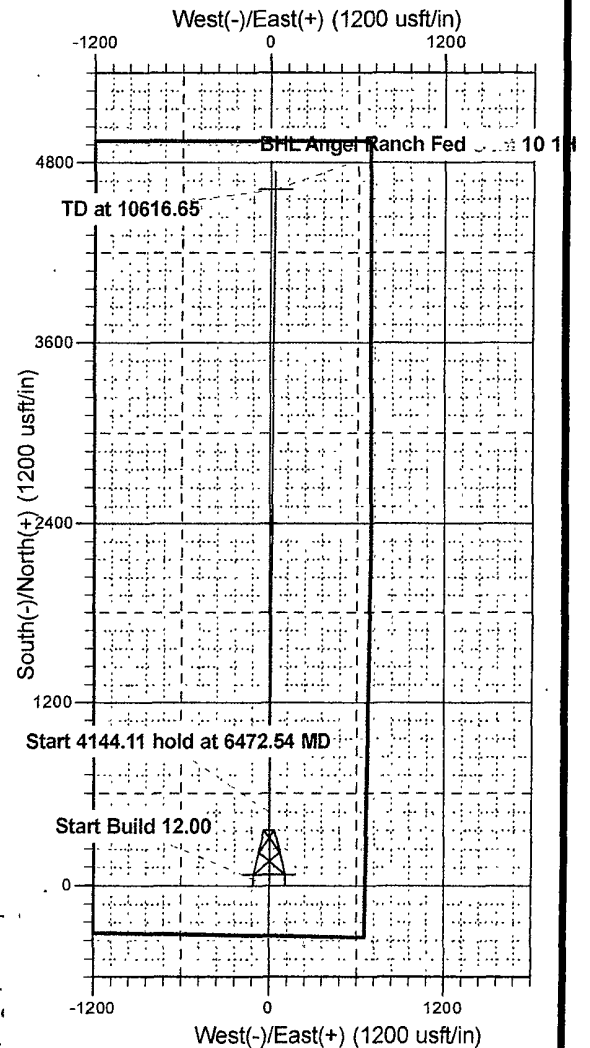 West(-)/East(+) (1200 usft/in)
-1200 0 1200
BHL Angel Ranch Fed 10 1H
4800
TD at 10616.65
3600
South(-)/North(+) (1200 usft/in)
2400
1200
Start 4144.11 hold at 6472.54 MD
Start Build 12.00
0
-1200 0 1200
West(-)/East(+) (1200 usft/in)